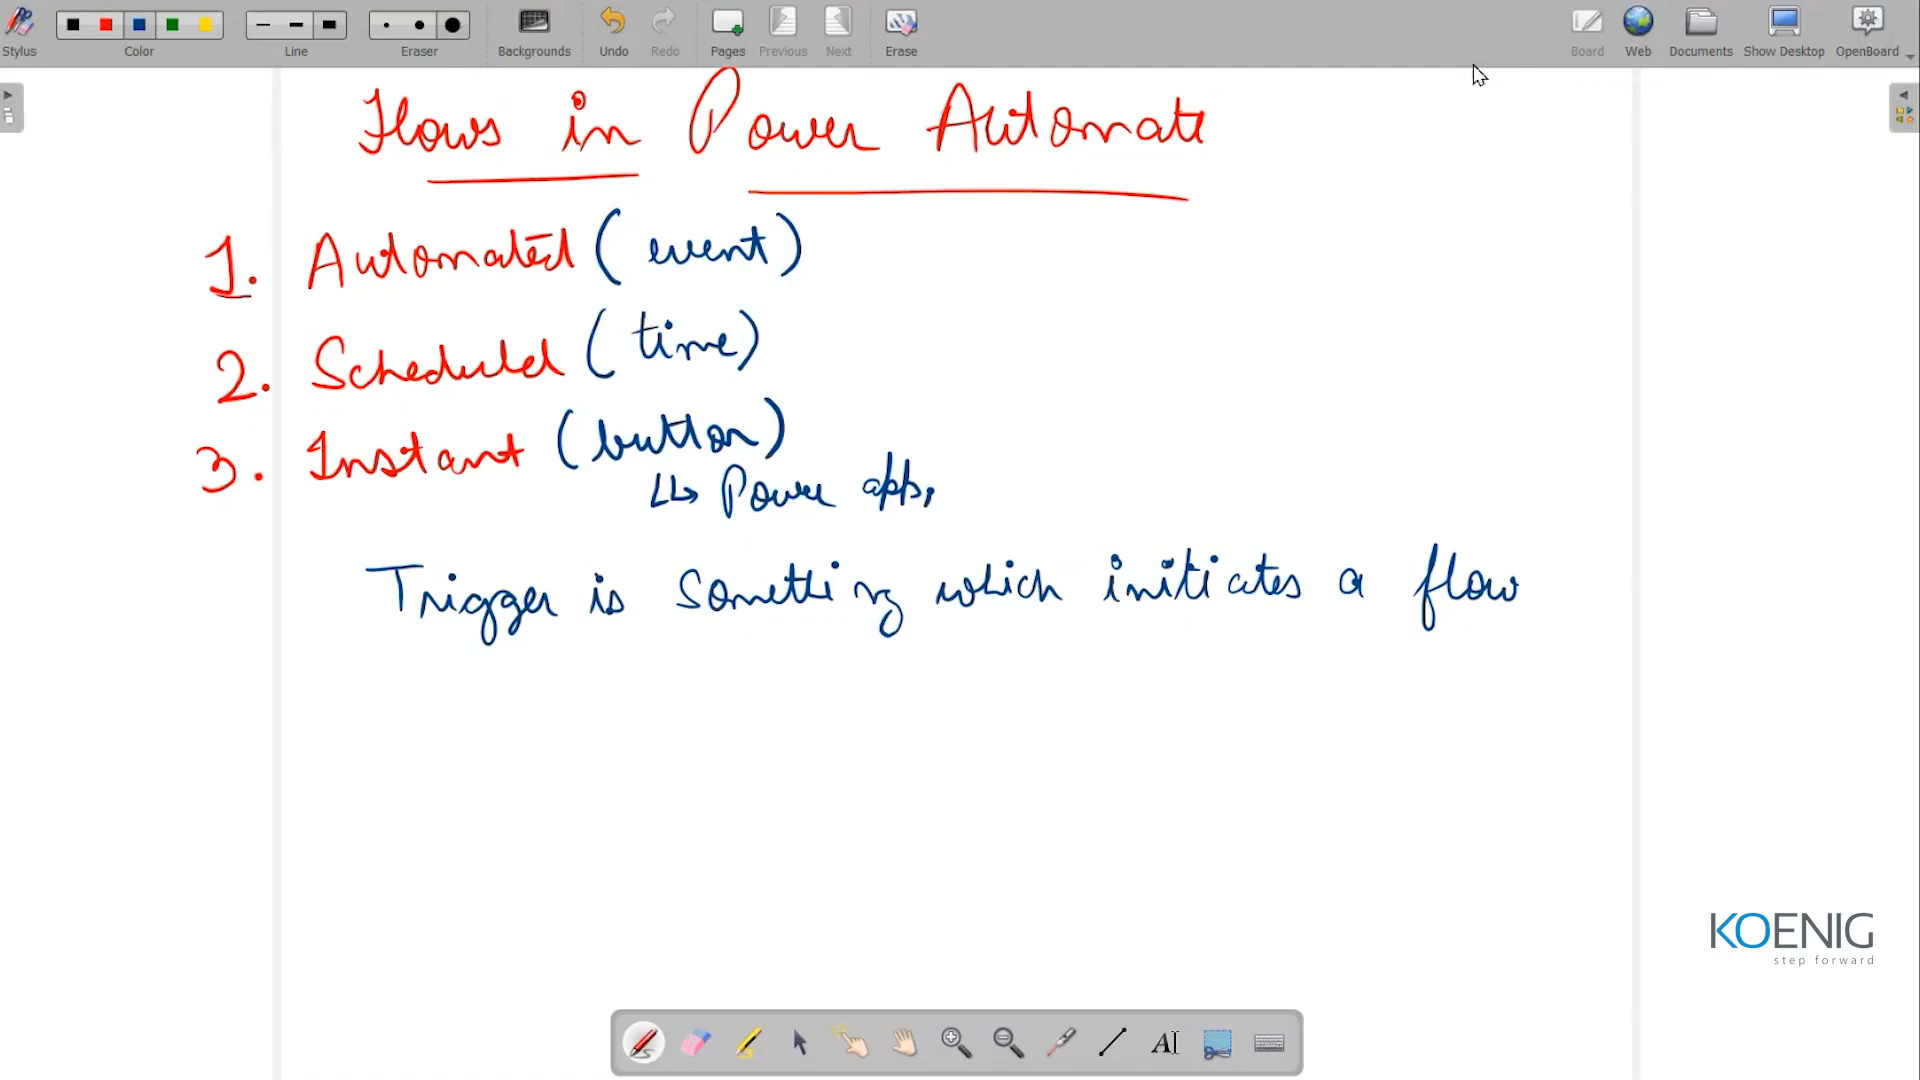 Stylus
Color
Line
Eraser
Backgrounds
Undo
Redo
Pages
Previous
Next
Erase
Board
Web
Documents
Show Desktop
OpenBoard
Flows in Power Automate
1. Automated (event)
2. Scheduled (time)
3. Instant (button)
↳ Power apps,
Trigger is something which initiates a flow
KOENIG
step forward
AI